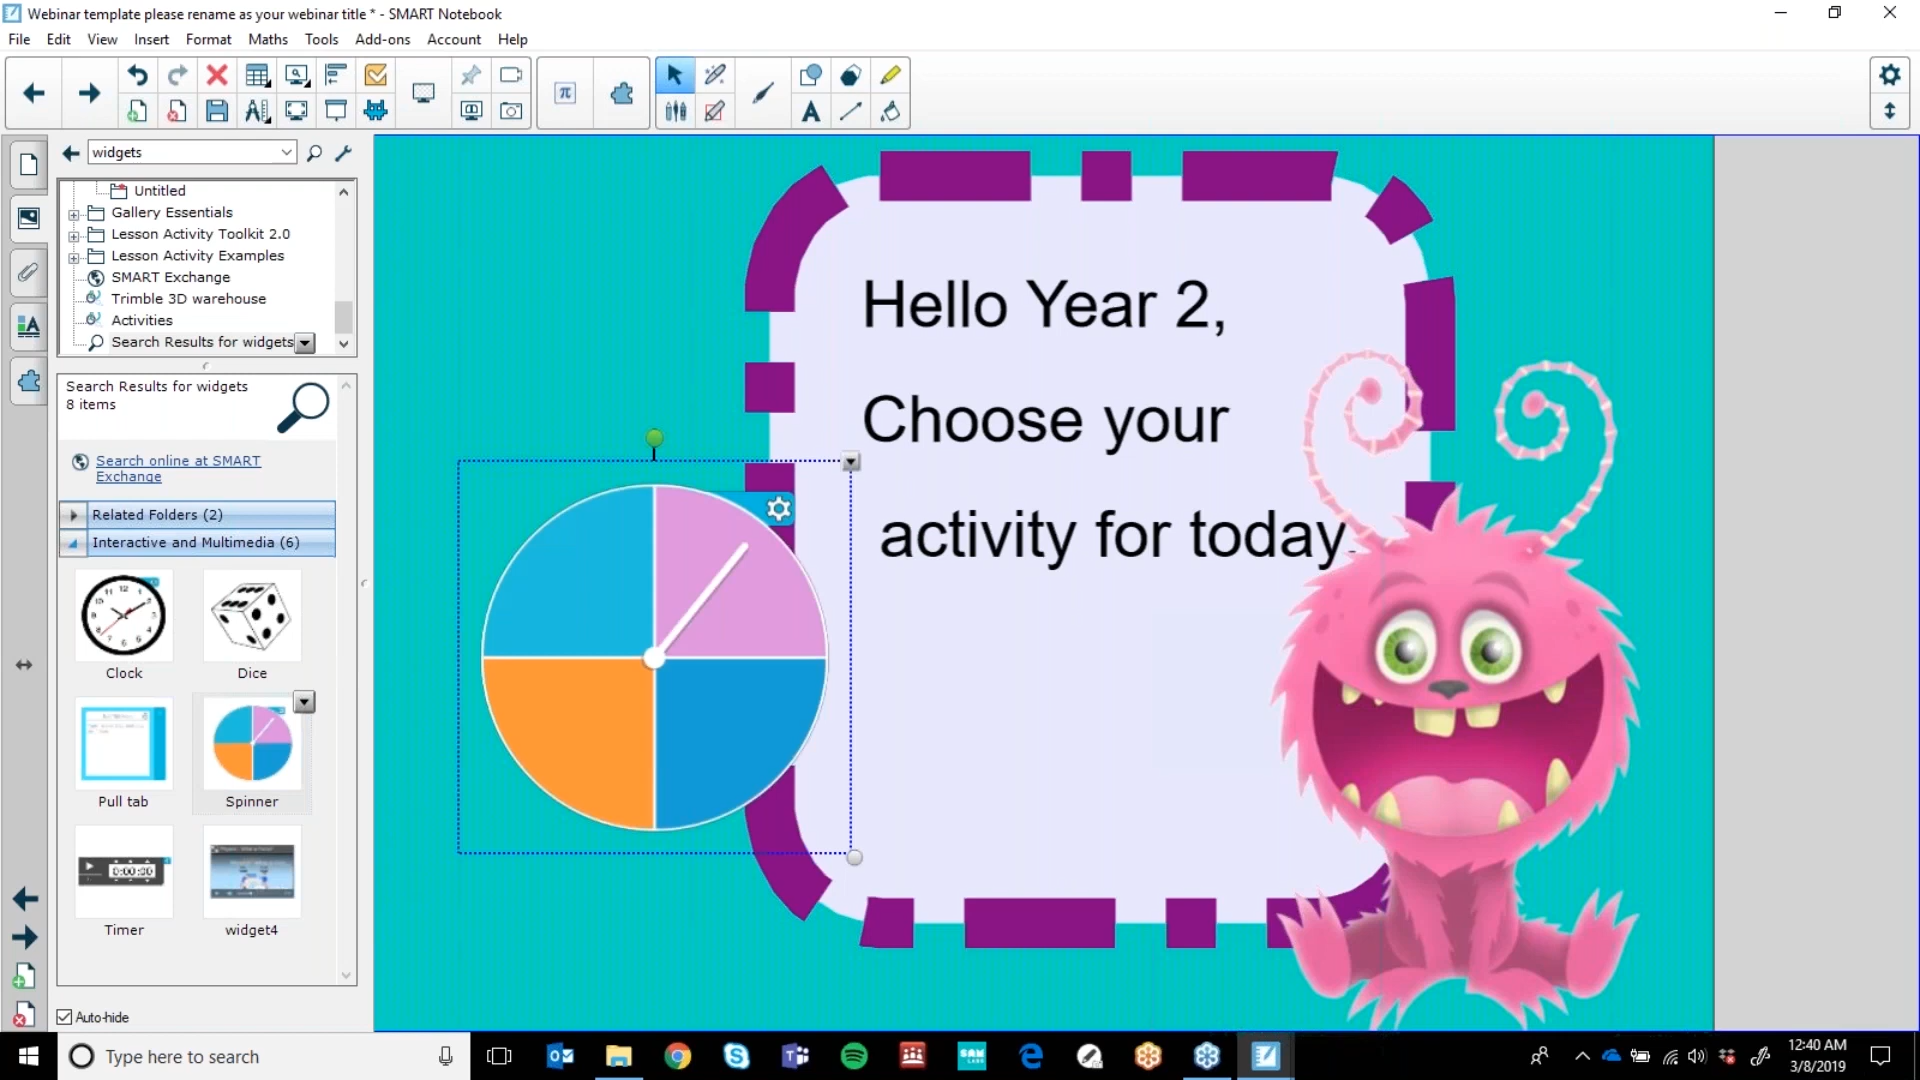 Webinar template please rename as your webinar title * - SMART Notebook
File Edit View Insert Format Maths Tools Add-ons Account Help
widgets
Untitled
Gallery Essentials
Lesson Activity Toolkit 2.0
Lesson Activity Examples
SMART Exchange
Trimble 3D warehouse
Activities
Search Results for widgets
Search Results for widgets
8 items
Search online at SMART
Exchange
Related Folders (2)
Interactive and Multimedia (6)
Clock
Dice
Pull tab
Spinner
0:00:00
Timer
widget4
Auto-hide
Hello Year 2,
Choose your
activity for today
Type here to search
12:40 AM
3/8/2019